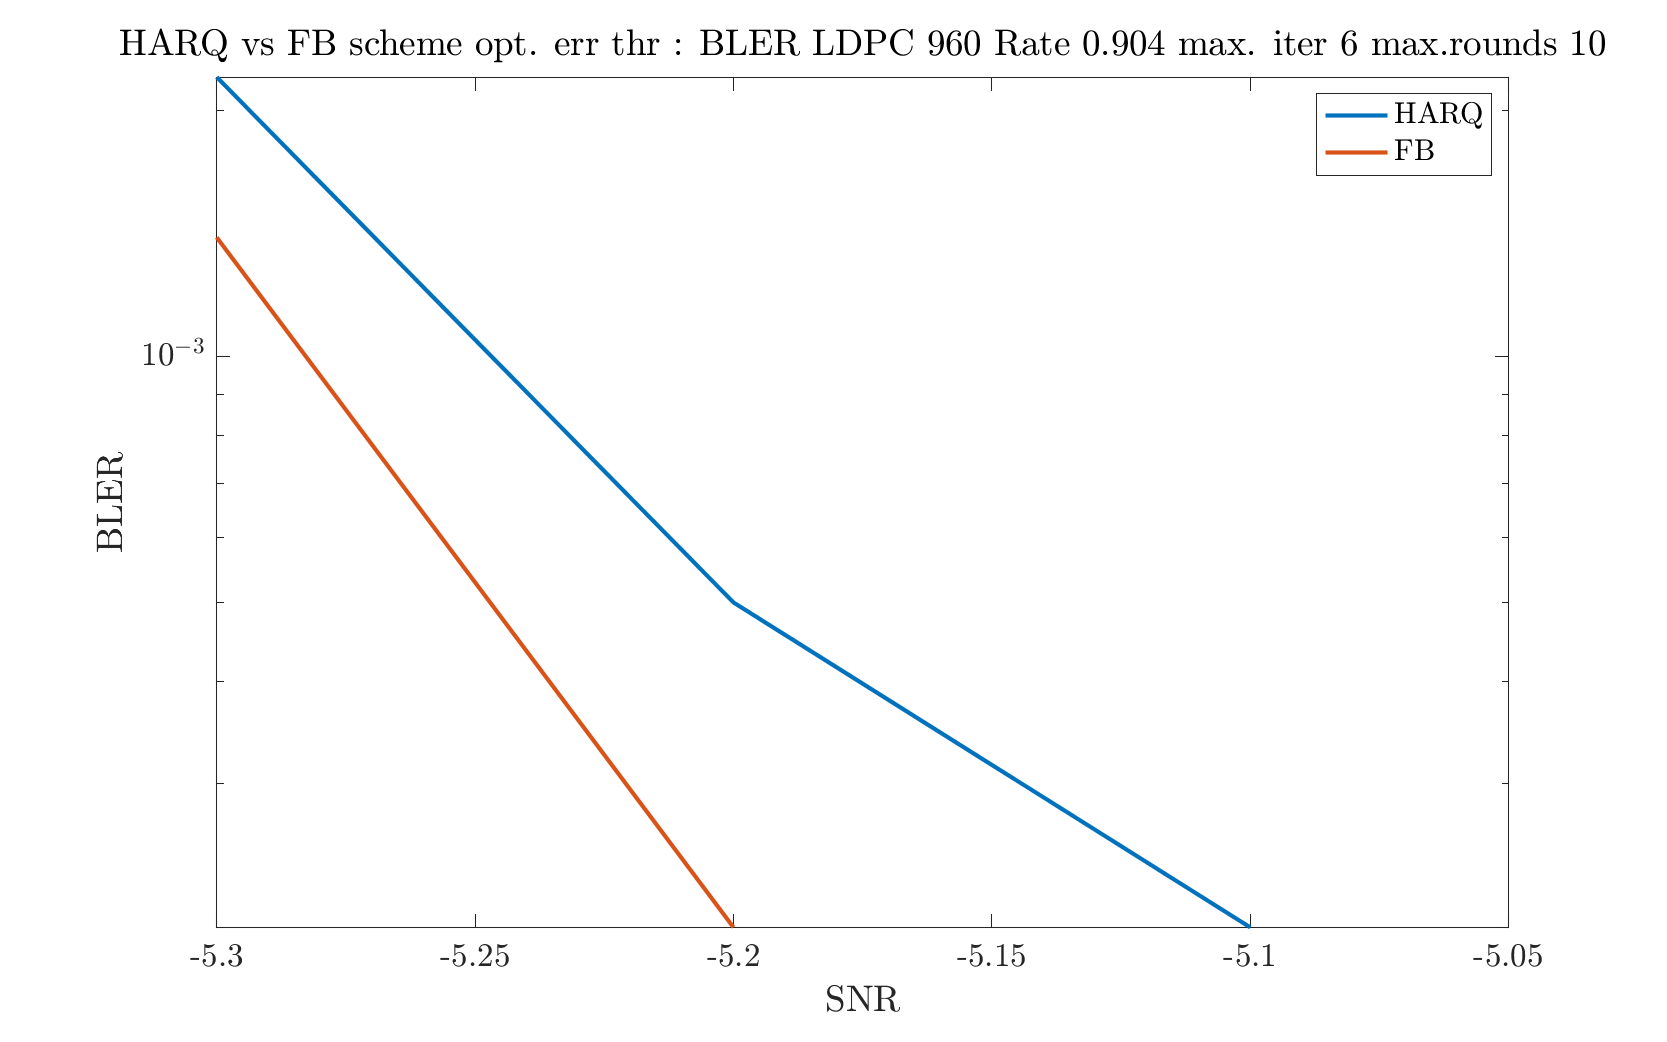 HARQ vs FB scheme opt. err thr : BLER LDPC 960 Rate 0.904 max. iter 6 max.rounds 10
HARQ
FB
10^{-3}
BLER
-5.3 -5.25 -5.2 -5.15 -5.1 -5.05
SNR